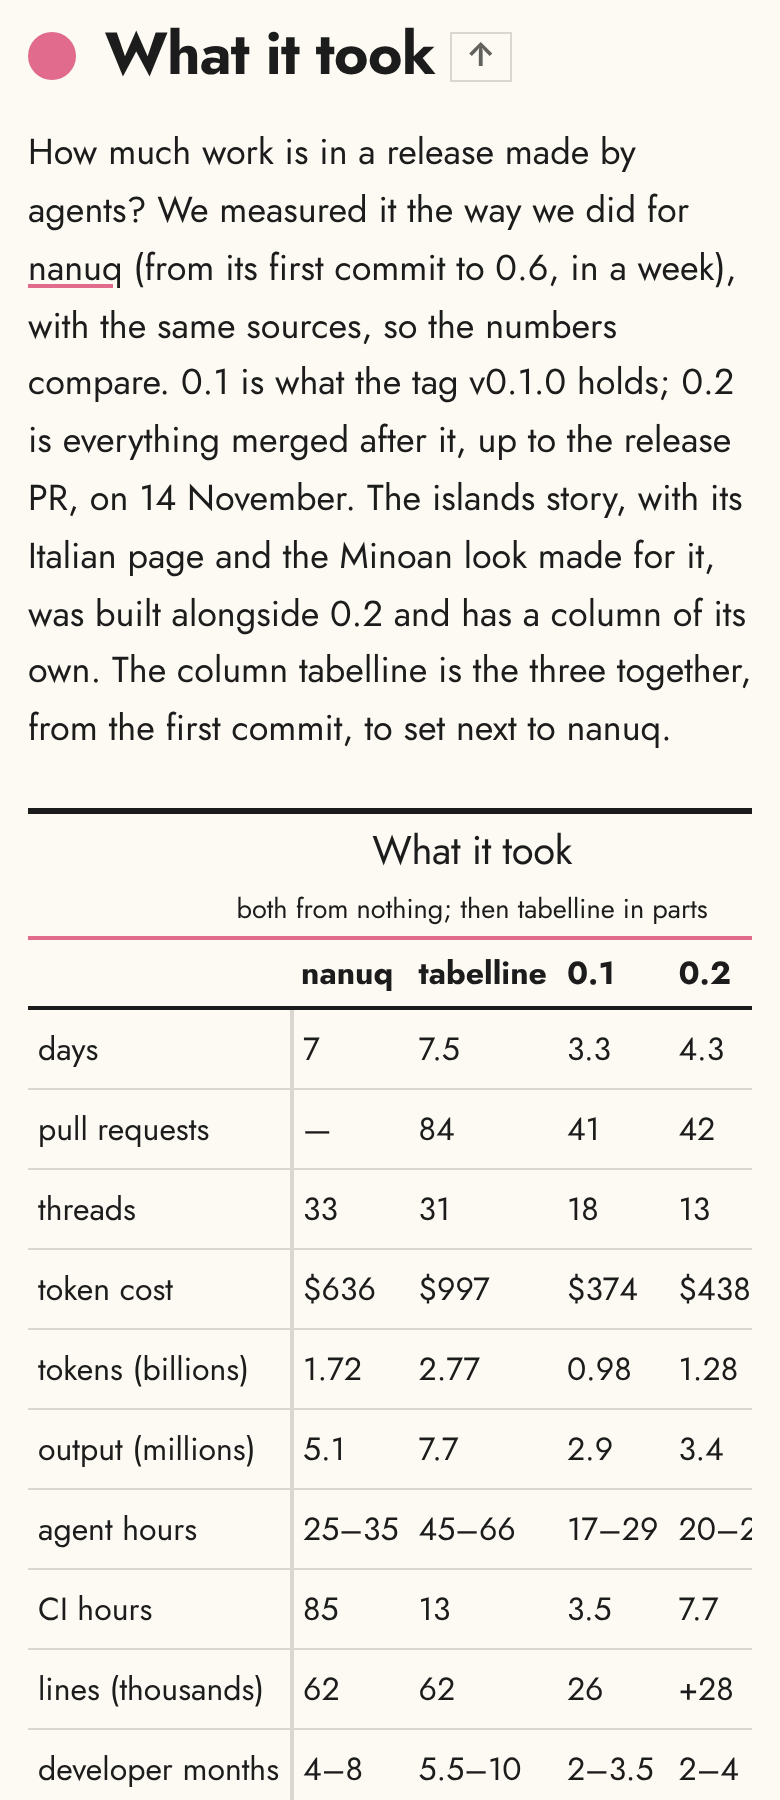 What it took ↑
How much work is in a release made by
agents? We measured it the way we did for
nanuq (from its first commit to 0.6, in a week),
with the same sources, so the numbers
compare. 0.1 is what the tag v0.1.0 holds; 0.2
is everything merged after it, up to the release
PR, on 14 November. The islands story, with its
Italian page and the Minoan look made for it,
was built alongside 0.2 and has a column of its
own. The column tabelline is the three together,
from the first commit, to set next to nanuq.
What it took
both from nothing; then tabelline in parts
nanuq tabelline 0.1 0.2
days 7 7.5 3.3 4.3
pull requests — 84 41 42
threads 33 31 18 13
token cost $636 $997 $374 $438
tokens (billions) 1.72 2.77 0.98 1.28
output (millions) 5.1 7.7 2.9 3.4
agent hours 25–35 45–66 17–29
CI hours 85 13 3.5 7.7
lines (thousands) 62 62 26 +28
developer months 4–8 5.5–10 2–3.5 2–4